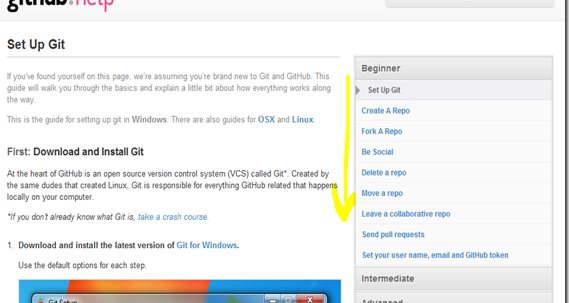 github:help
Set Up Git
If you've found yourself on this page, we're assuming you're brand new to Git and GitHub. This
guide will walk you through the basics and explain a little bit about how everything works along
the way.
This is the guide for setting up git in Windows. There are also guides for OSX and Linux.
First: Download and Install Git
At the heart of GitHub is an open source version control system (VCS) called Git*. Created by
the same dudes that created Linux, Git is responsible for everything GitHub related that happens
locally on your computer.
*If you don't already know what Git is, take a crash course.
1. Download and install the latest version of Git for Windows.
Use the default options for each step.
Git Setup
Beginner
Set Up Git
Create A Repo
Fork A Repo
Be Social
Delete a repo
Move a repo
Leave a collaborative repo
Send pull requests
Set your user name, email and GitHub token
Intermediate
Advanced